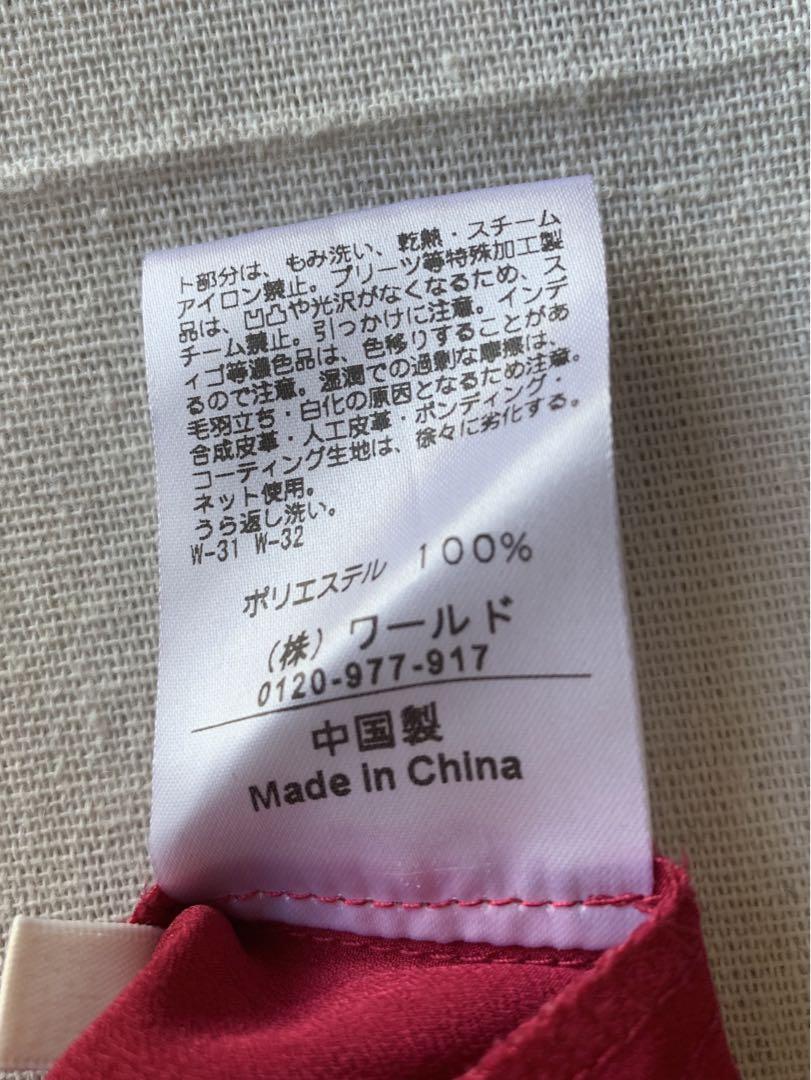 ト部分は、もみ洗い、乾熱・スチーム
アイロン禁止。プリーツ等特殊加工製
品は、凹凸や光沢がなくなるため、ス
チーム禁止。引っかけに注意。インデ
ィゴ等濃色品は、色移りすることがあ
るので注意。湿潤での過剰な摩擦は、
毛羽立ち・白化の原因となるため注意。
合成皮革・人工皮革・ボンディング・
コーティング生地は、徐々に劣化する。
ネット使用。
うら返し洗い。
W-31 W-32
ポリエステル 100%
(株) ワールド
0120-977-917
中国製
Made in China